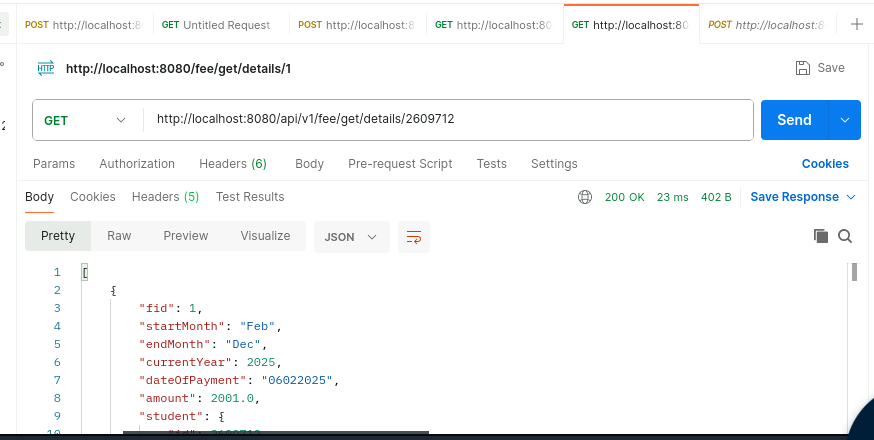 POST http://localhost:8
GET Untitled Request
POST http://localhost:8
GET http://localhost:80
GET http://localhost:80
POST http://localhost:8
HTTP http://localhost:8080/fee/get/details/1
Save
GET http://localhost:8080/api/v1/fee/get/details/2609712
Send
Params Authorization Headers (6) Body Pre-request Script Tests Settings Cookies
Body Cookies Headers (5) Test Results 200 OK 23 ms 402 B Save Response
Pretty Raw Preview Visualize JSON
1 [
2 {
3 "fid": 1,
4 "startMonth": "Feb",
5 "endMonth": "Dec",
6 "currentYear": 2025,
7 "dateOfPayment": "06022025",
8 "amount": 2001.0,
9 "student": {
10